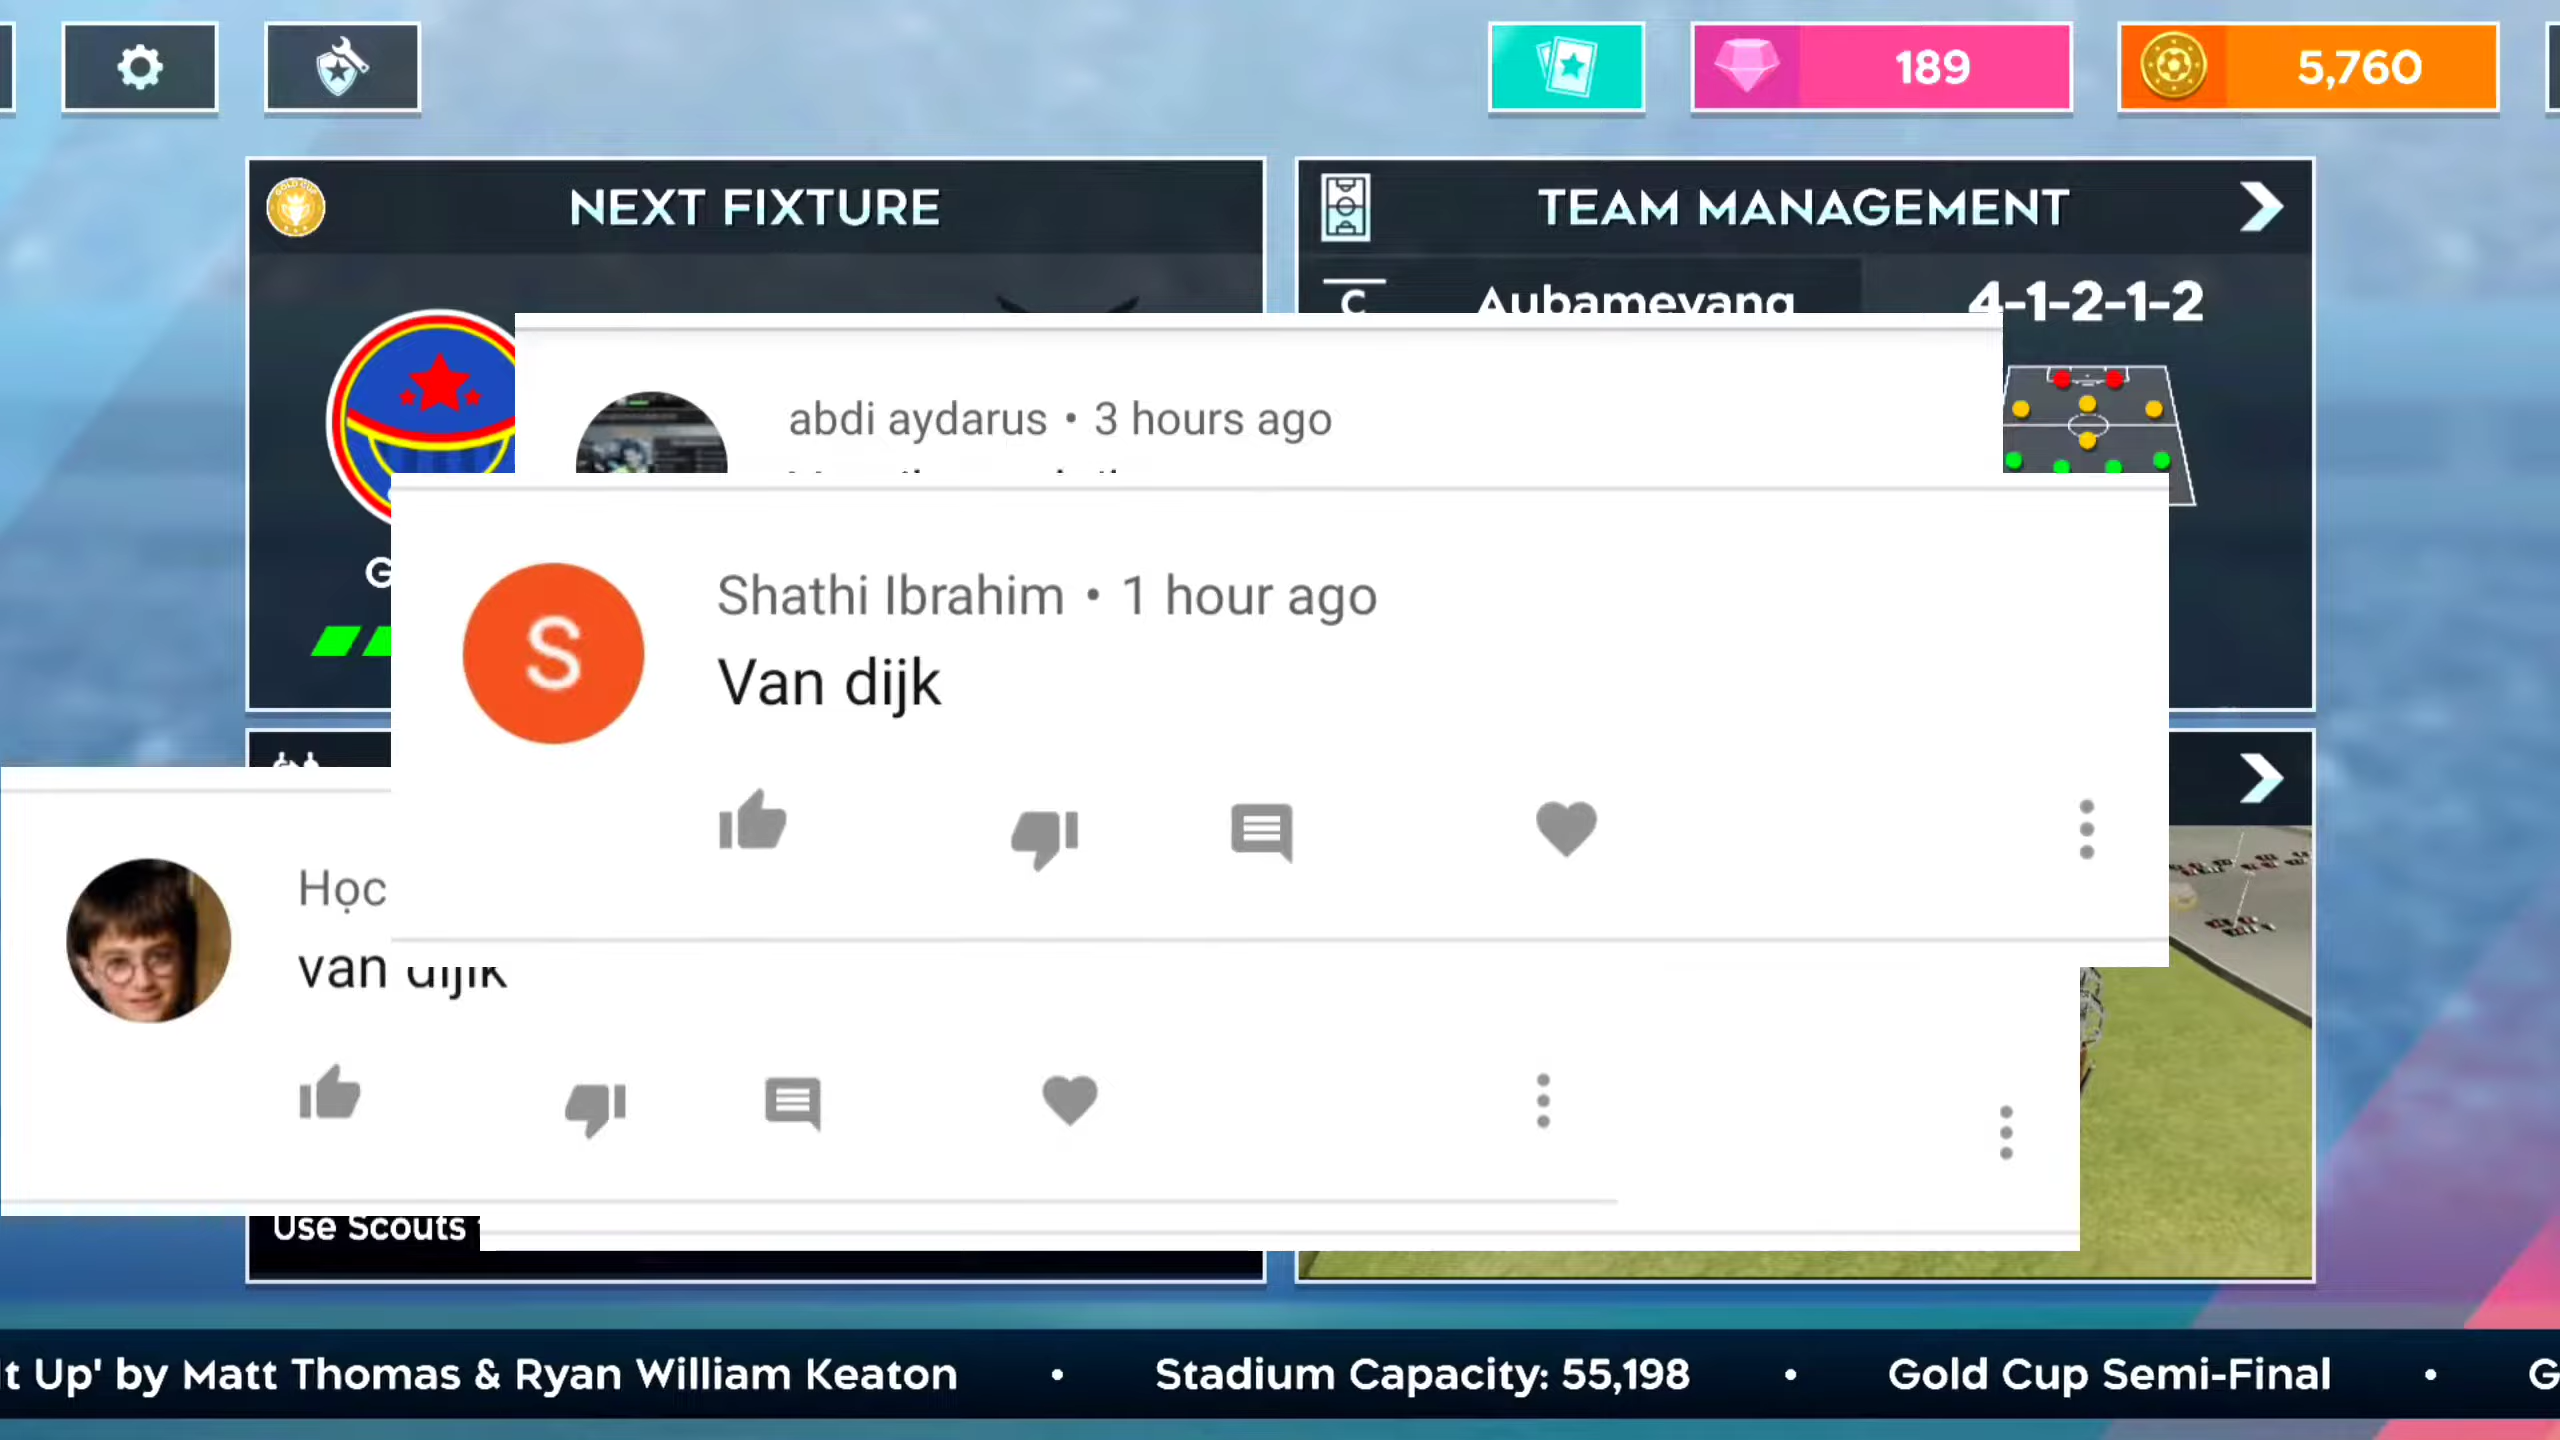 189
5,760
NEXT FIXTURE
TEAM MANAGEMENT
C
Aubameyang
4-1-2-1-2
abdi aydarus • 3 hours ago
G
S
Shathi Ibrahim • 1 hour ago
Van dijk
Học
van dijk
Use Scouts
It Up' by Matt Thomas & Ryan William Keaton • Stadium Capacity: 55,198 • Gold Cup Semi-Final • G